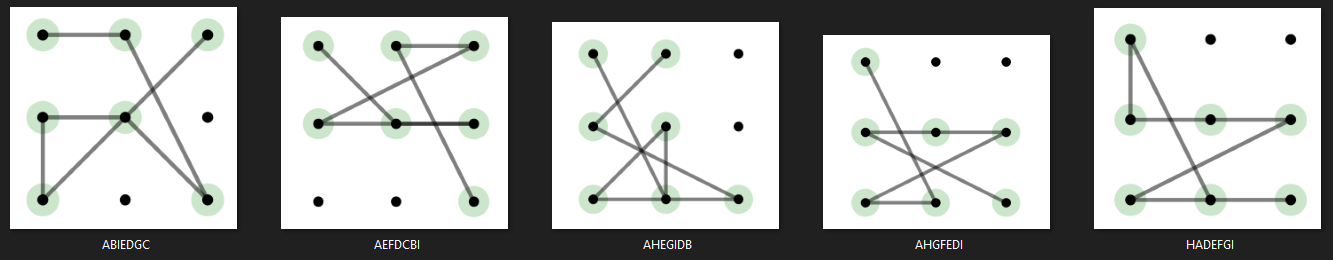 ABIEDGC
AEFDCBI
AHEGIDB
AHGFEDI
HADEFGI